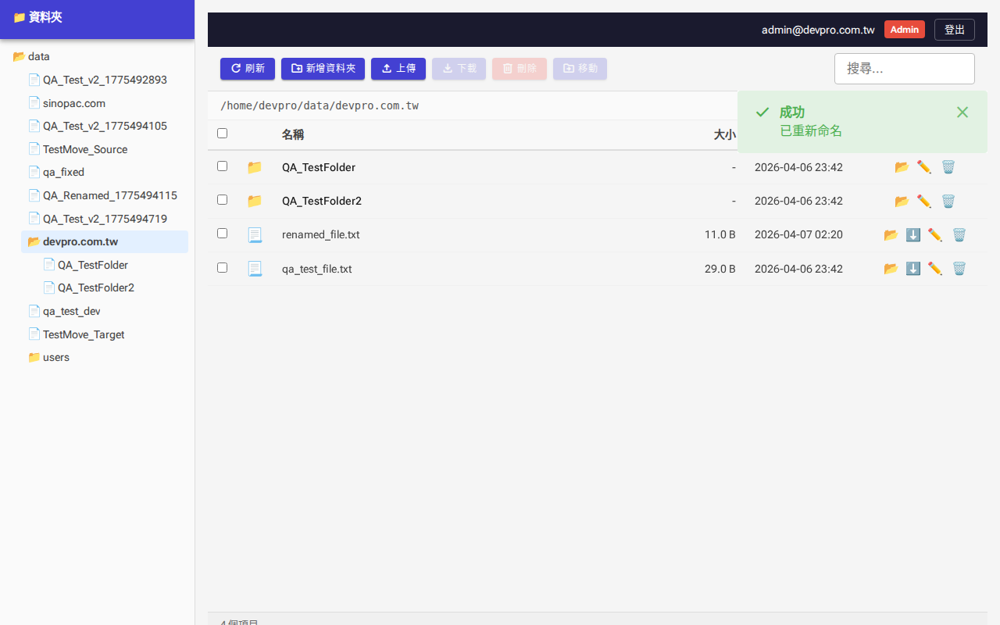 資料夾
data
QA_Test_v2_1775492893
sinopac.com
QA_Test_v2_1775494105
TestMove_Source
qa_fixed
QA_Renamed_1775494115
QA_Test_v2_1775494719
devpro.com.tw
QA_TestFolder
QA_TestFolder2
qa_test_dev
TestMove_Target
users
admin@devpro.com.tw Admin 登出
刷新 新增資料夾 上傳 下載 刪除 移動 搜尋...
/home/devpro/data/devpro.com.tw
成功
已重新命名
名稱 大小
QA_TestFolder - 2026-04-06 23:42
QA_TestFolder2 - 2026-04-06 23:42
renamed_file.txt 11.0 B 2026-04-07 02:20
qa_test_file.txt 29.0 B 2026-04-06 23:42
4 個項目